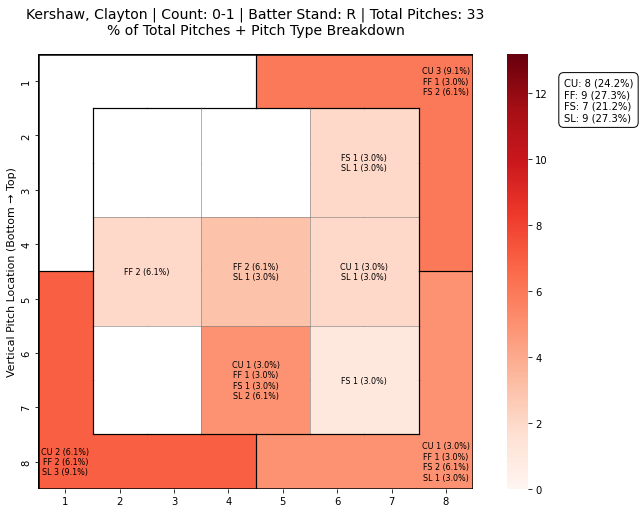 Kershaw, Clayton | Count: 0-1 | Batter Stand: R | Total Pitches: 33
% of Total Pitches + Pitch Type Breakdown
CU 3 (9.1%)
FF 1 (3.0%)
FS 2 (6.1%)
FS 1 (3.0%)
SL 1 (3.0%)
FF 2 (6.1%)
FF 2 (6.1%)
SL 1 (3.0%)
CU 1 (3.0%)
SL 1 (3.0%)
CU 1 (3.0%)
FF 1 (3.0%)
FS 1 (3.0%)
SL 2 (6.1%)
FS 1 (3.0%)
CU 2 (6.1%)
FF 2 (6.1%)
SL 3 (9.1%)
CU 1 (3.0%)
FF 1 (3.0%)
FS 2 (6.1%)
SL 1 (3.0%)
Vertical Pitch Location (Bottom → Top)
1
2
3
4
5
6
7
8
1 2 3 4 5 6 7 8
12
10
8
6
4
2
0
CU: 8 (24.2%)
FF: 9 (27.3%)
FS: 7 (21.2%)
SL: 9 (27.3%)